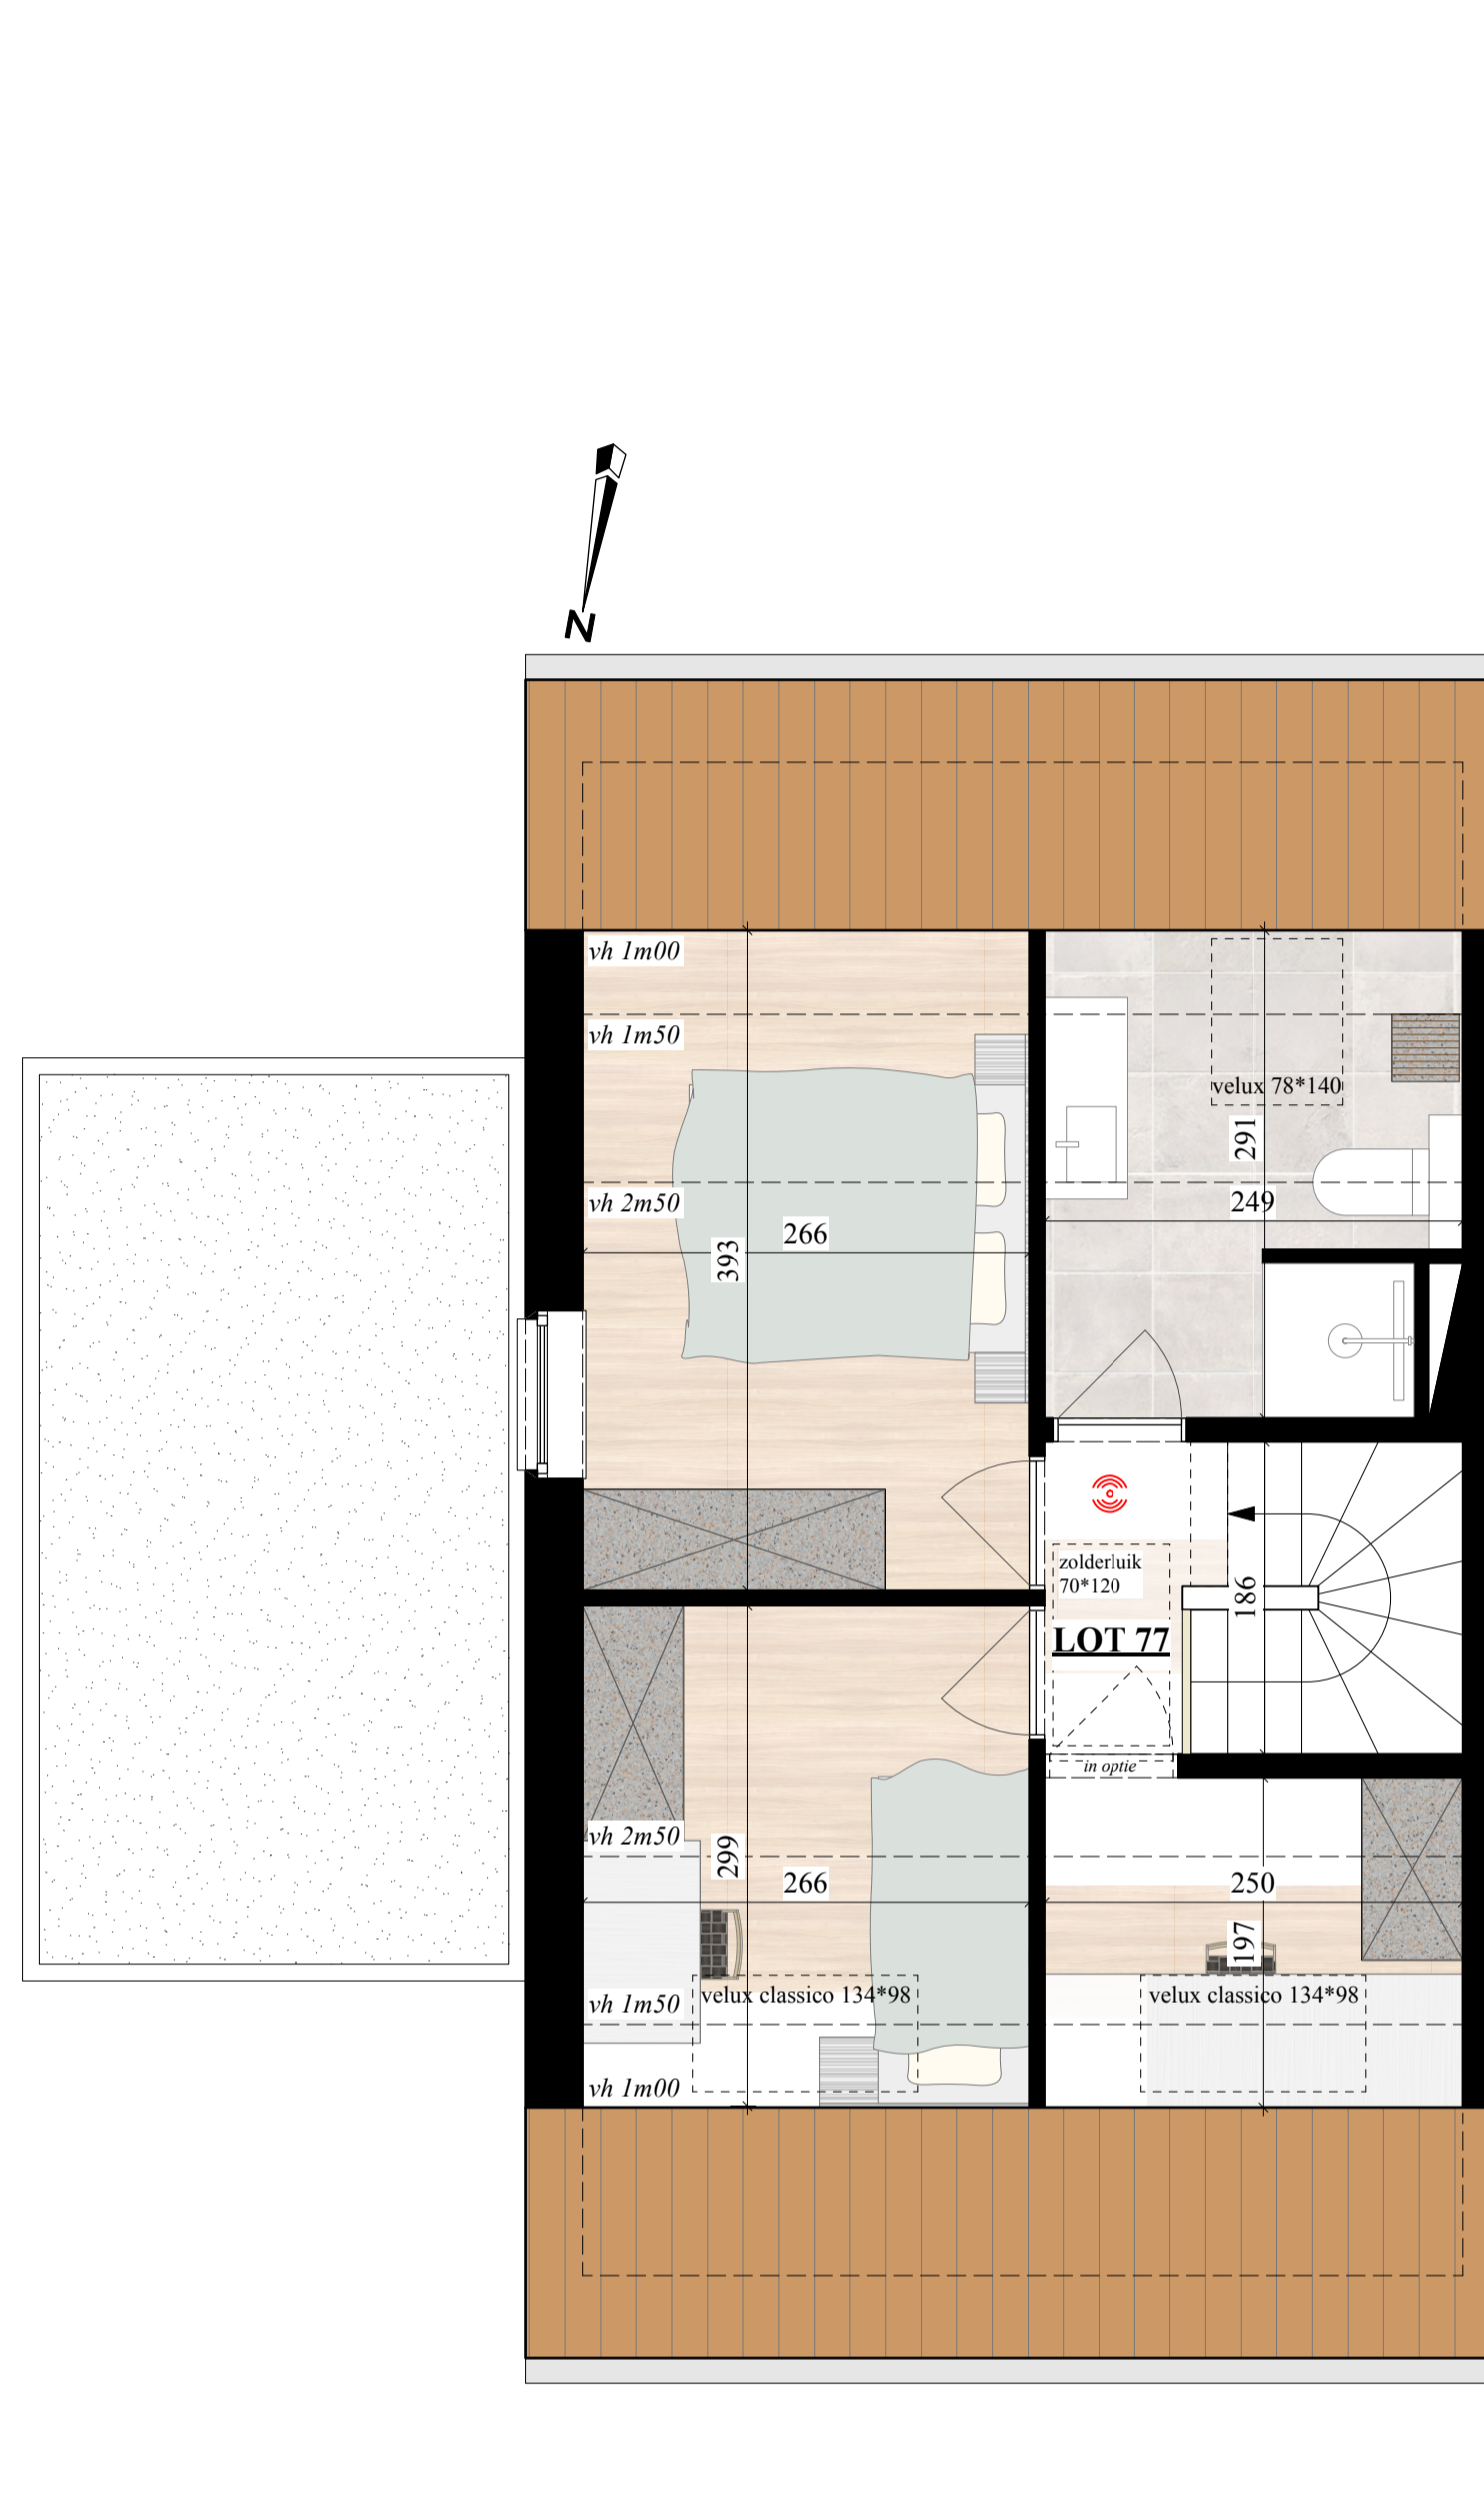 N
vh 1m00
vh 1m50
velux 78*140
291
vh 2m50
249
266
393
zolderluik
70*120
186
LOT 77
in optie
vh 2m50
299
266
250
197
velux classico 134*98
velux classico 134*98
vh 1m50
vh 1m00